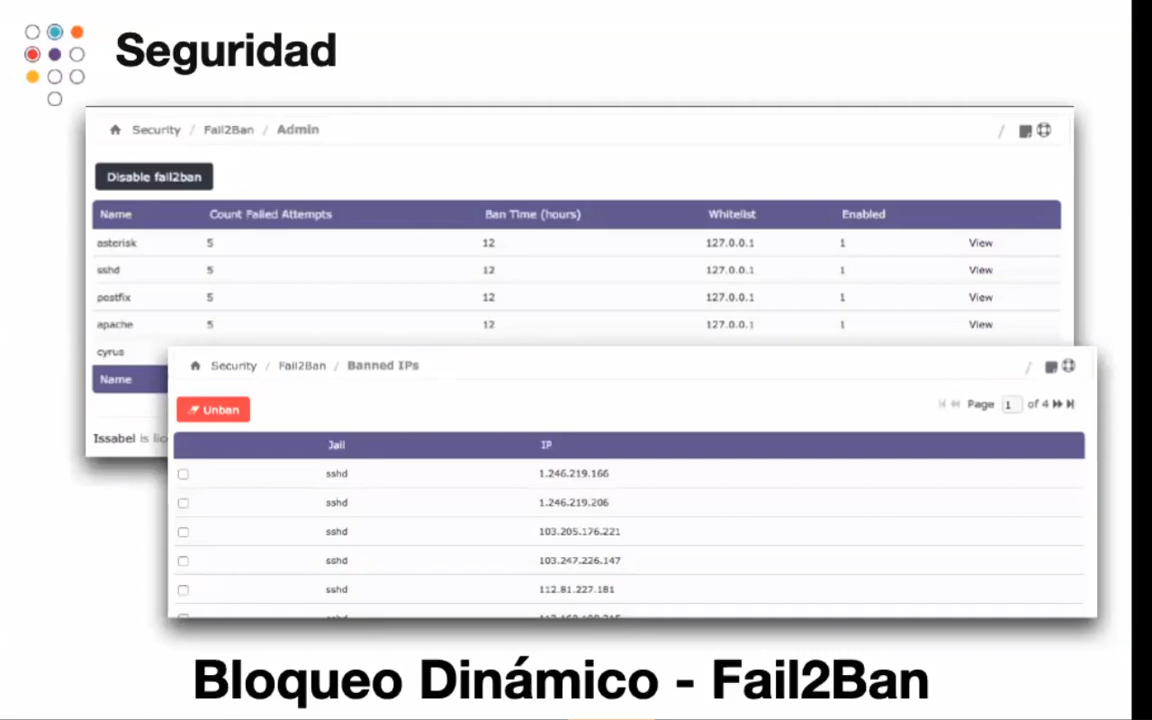 Seguridad
Security / Fail2Ban / Admin /
Disable fail2ban
Name Count Failed Attempts Ban Time (hours) Whitelist Enabled
asterisk 5 12 127.0.0.1 1 View
sshd 5 12 127.0.0.1 1 View
postfix 5 12 127.0.0.1 1 View
apache 5 12 127.0.0.1 1 View
cyrus
Name
Issabel is lic
Security / Fail2Ban / Banned IPs /
Unban Page 1 of 4
Jail IP
sshd 1.246.219.166
sshd 1.246.219.206
sshd 103.205.176.221
sshd 103.247.226.147
sshd 112.81.227.181
Bloqueo Dinámico - Fail2Ban